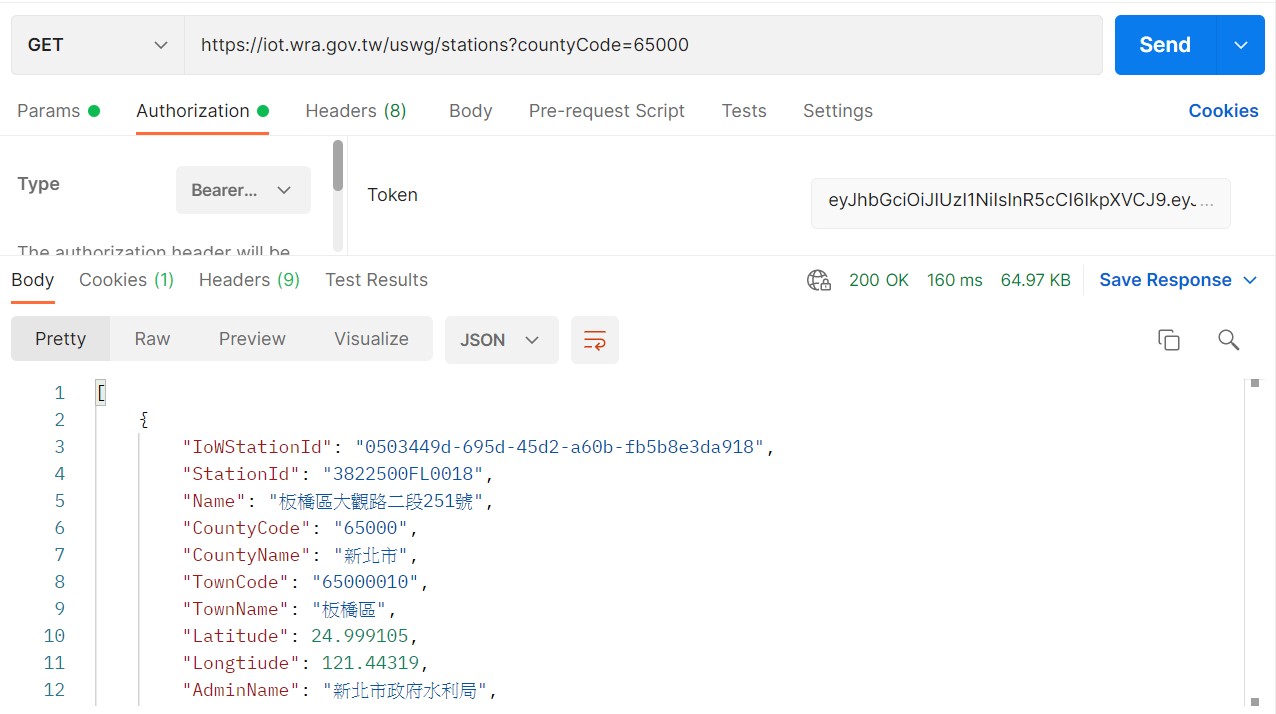 GET https://iot.wra.gov.tw/uswg/stations?countyCode=65000 Send
Params Authorization Headers (8) Body Pre-request Script Tests Settings Cookies
Type Bearer... Token eyJhbGciOiJIUzI1NiIsInR5cCI6IkpXVCJ9.eyJ...
The authorization header will be
Body Cookies (1) Headers (9) Test Results 200 OK 160 ms 64.97 KB Save Response
Pretty Raw Preview Visualize JSON
1 [
2 {
3 "IoWStationId": "0503449d-695d-45d2-a60b-fb5b8e3da918",
4 "StationId": "3822500FL0018",
5 "Name": "板橋區大觀路二段251號",
6 "CountyCode": "65000",
7 "CountyName": "新北市",
8 "TownCode": "65000010",
9 "TownName": "板橋區",
10 "Latitude": 24.999105,
11 "Longtiude": 121.44319,
12 "AdminName": "新北市政府水利局",